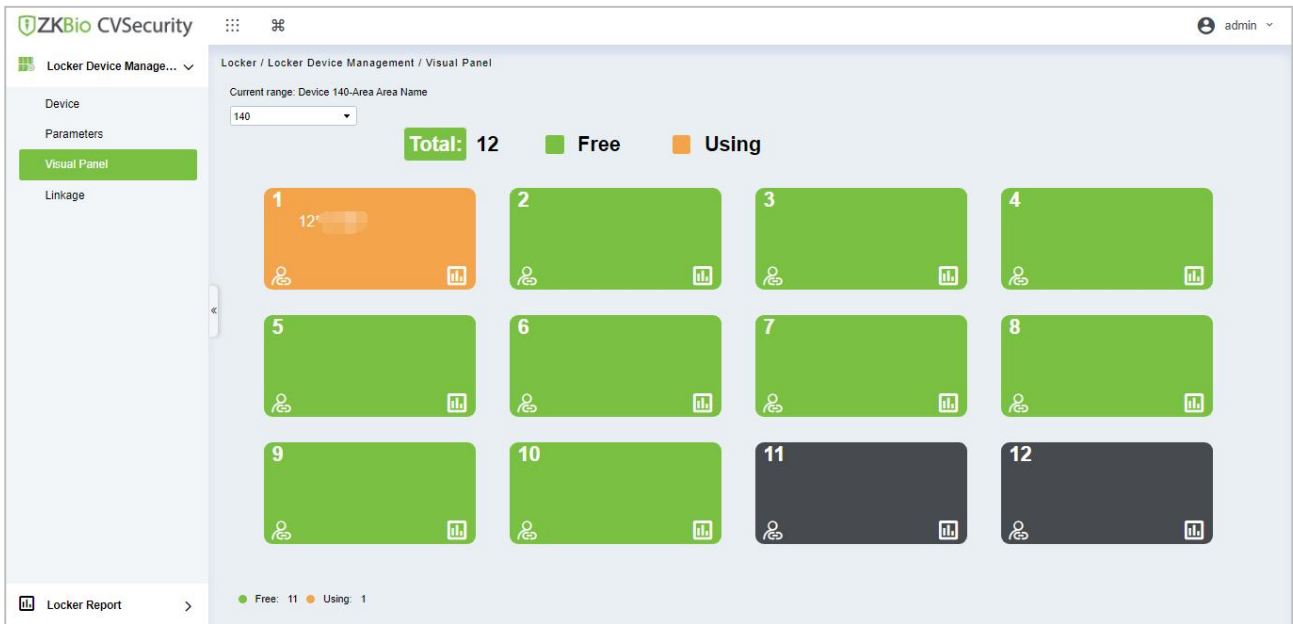 ZKBio CVSecurity
admin
Locker Device Manage...
Device
Parameters
Visual Panel
Linkage
Locker / Locker Device Management / Visual Panel
Current range: Device 140-Area Area Name
140
Total: 12 Free Using
1 2 3 4
5 6 7 8
9 10 11 12
Free: 11 Using: 1
Locker Report